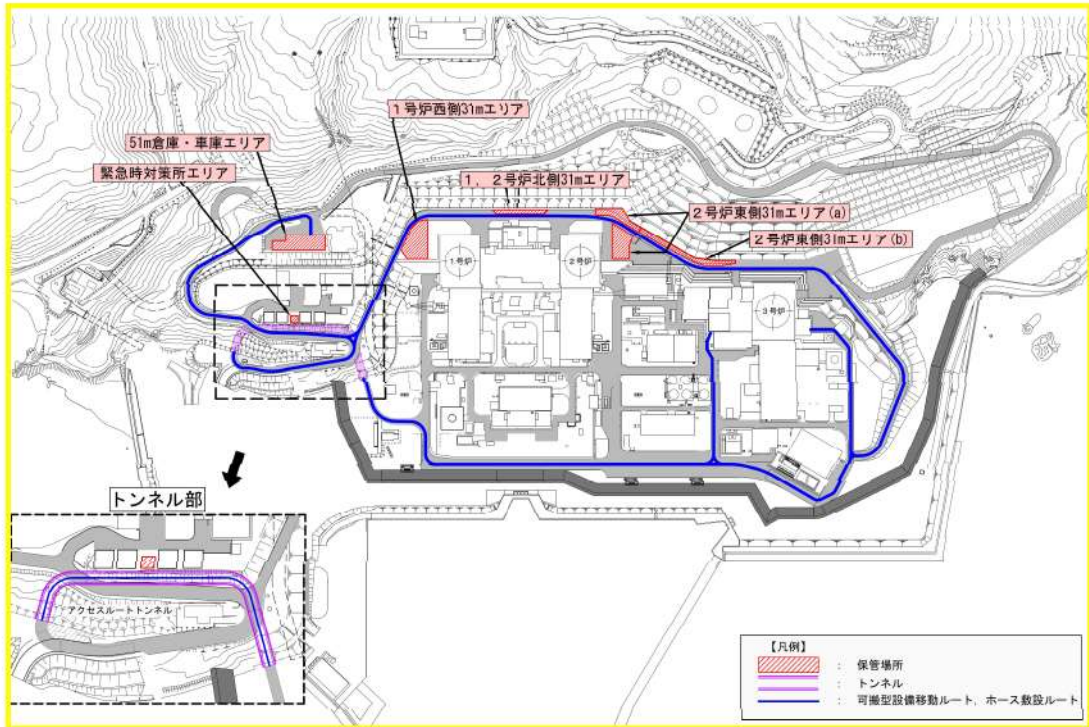 1号炉西側31mエリア
51m倉庫・車庫エリア
緊急時対策所エリア
1，2号炉北側31mエリア
2号炉東側31mエリア(a)
2号炉東側31mエリア(b)
1号炉
2号炉
3号炉
トンネル部
アクセスルートトンネル
【凡例】
： 保管場所
： トンネル
： 可搬型設備移動ルート，ホース敷設ルート